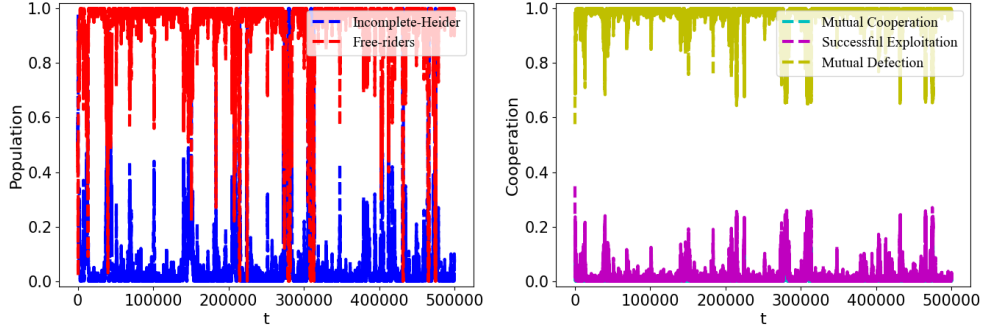 1.0
0.8
0.6
0.4
0.2
0.0
Population
0
100000
200000
300000
400000
500000
t
Incomplete-Heider
Free-riders
1.0
0.8
0.6
0.4
0.2
0.0
Cooperation
0
100000
200000
300000
400000
500000
t
Mutual Cooperation
Successful Exploitation
Mutual Defection